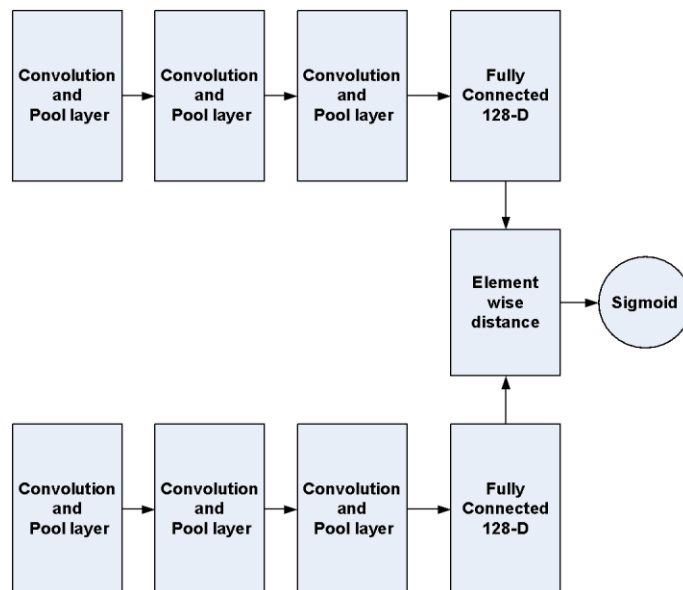 Convolution
and
Pool layer
Convolution
and
Pool layer
Convolution
and
Pool layer
Fully
Connected
128-D
Element
wise
distance
Sigmoid
Convolution
and
Pool layer
Convolution
and
Pool layer
Convolution
and
Pool layer
Fully
Connected
128-D